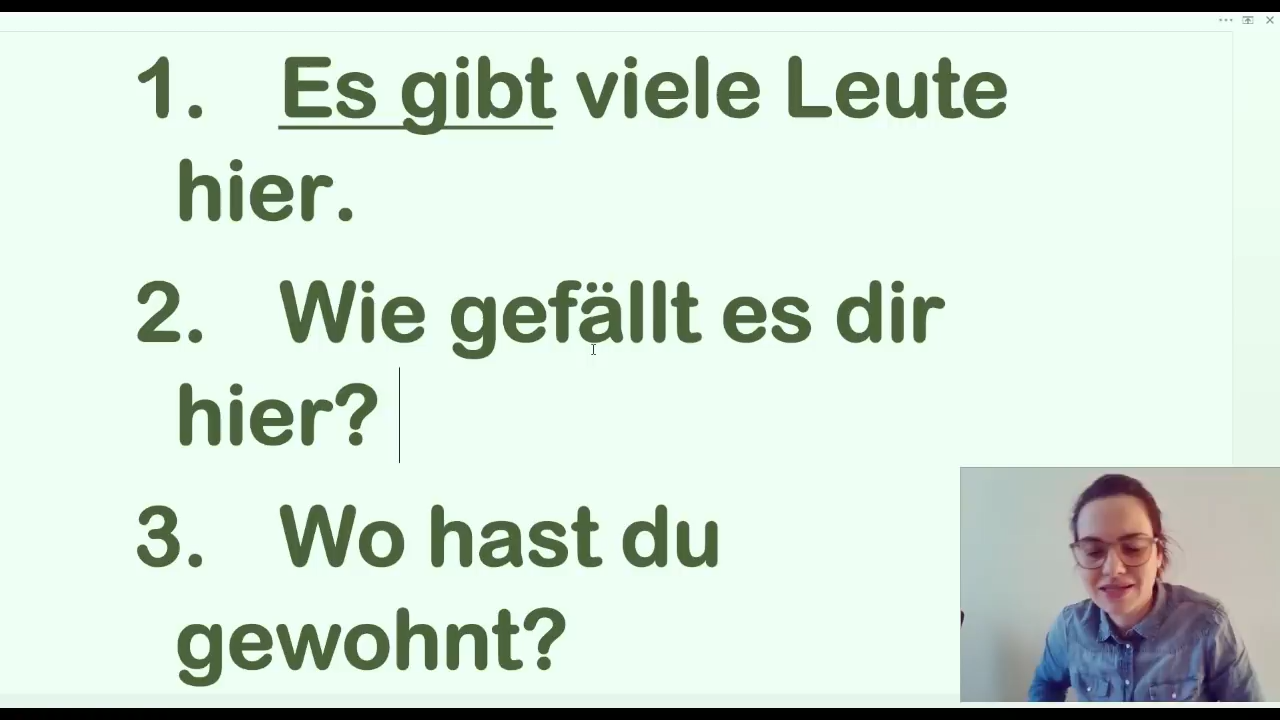 1. Es gibt viele Leute
hier.
2. Wie gefällt es dir
hier?
3. Wo hast du
gewohnt?